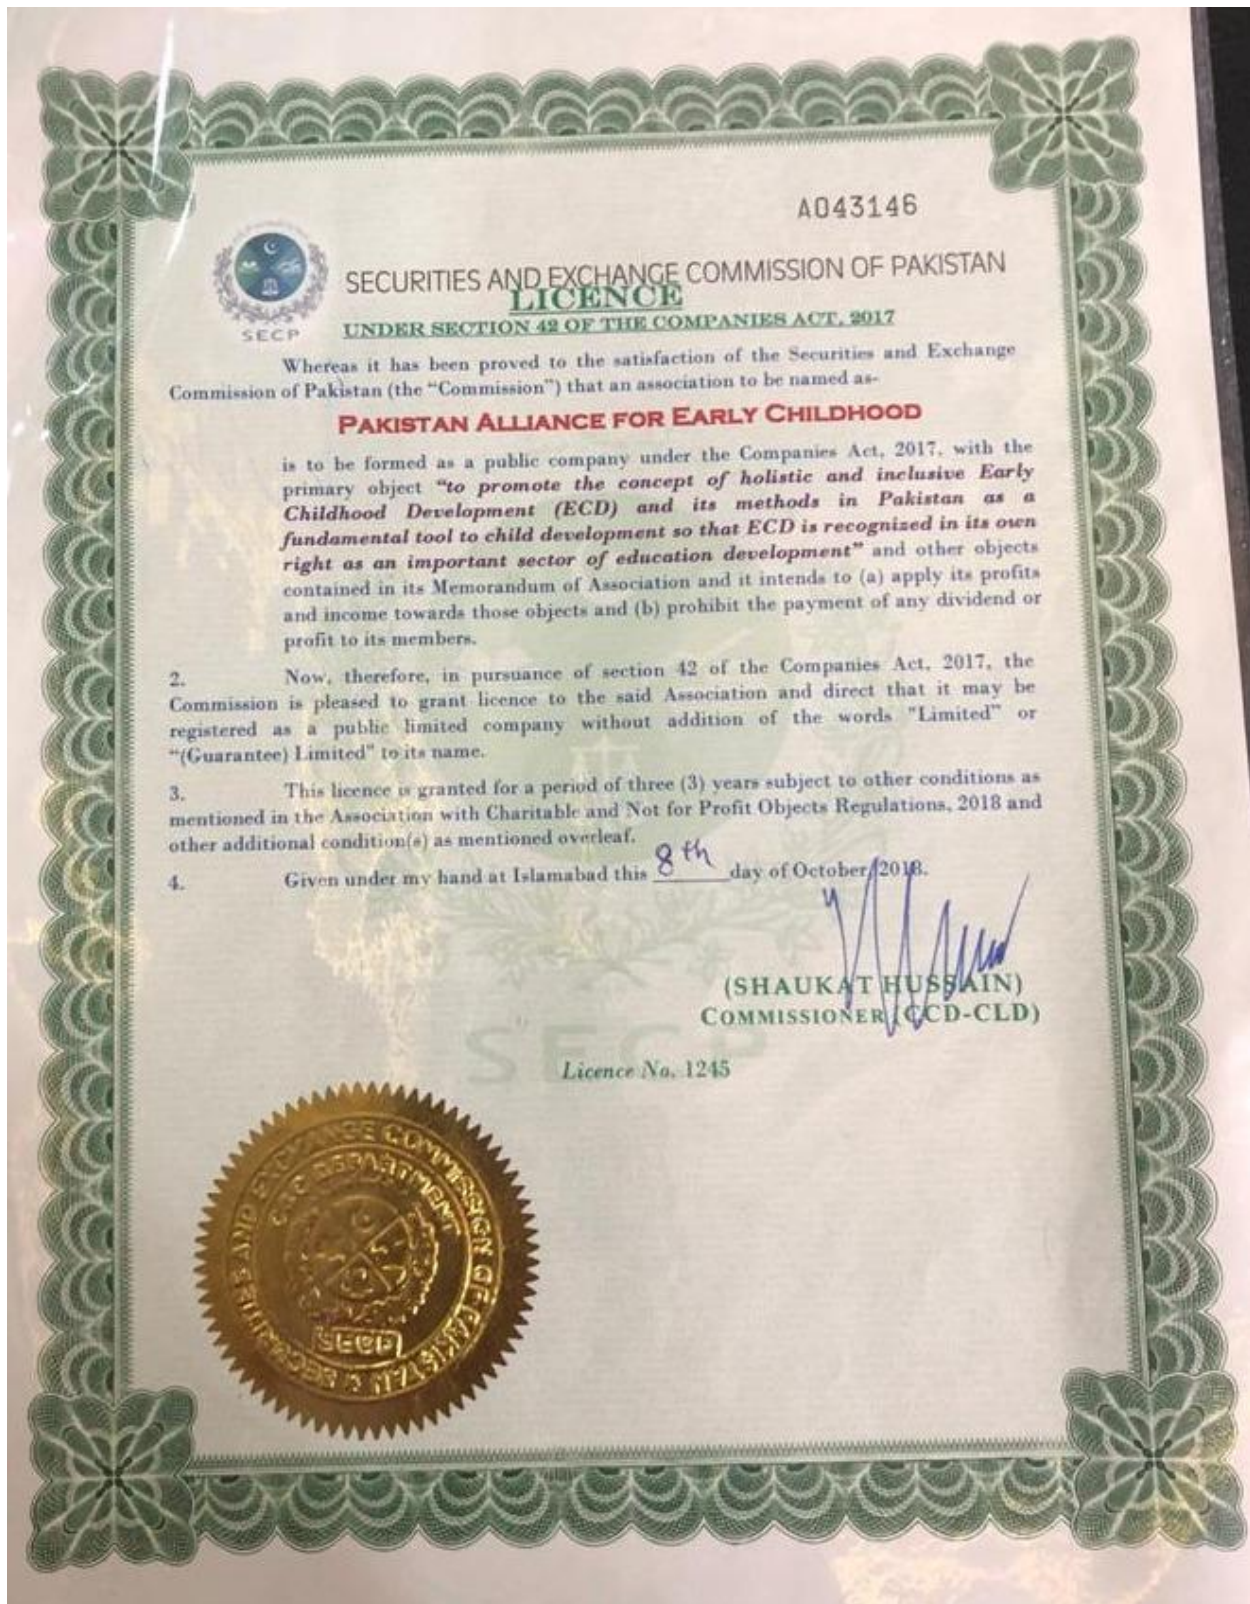 A043146
SECP
SECURITIES AND EXCHANGE COMMISSION OF PAKISTAN
LICENCE
UNDER SECTION 42 OF THE COMPANIES ACT, 2017
Whereas it has been proved to the satisfaction of the Securities and Exchange
Commission of Pakistan (the “Commission”) that an association to be named as-
PAKISTAN ALLIANCE FOR EARLY CHILDHOOD
is to be formed as a public company under the Companies Act, 2017, with the
primary object “to promote the concept of holistic and inclusive Early
Childhood Development (ECD) and its methods in Pakistan as a
fundamental tool to child development so that ECD is recognized in its own
right as an important sector of education development” and other objects
contained in its Memorandum of Association and it intends to (a) apply its profits
and income towards those objects and (b) prohibit the payment of any dividend or
profit to its members.
2. Now, therefore, in pursuance of section 42 of the Companies Act, 2017, the
Commission is pleased to grant licence to the said Association and direct that it may be
registered as a public limited company without addition of the words "Limited" or
“(Guarantee) Limited” to its name.
3. This licence is granted for a period of three (3) years subject to other conditions as
mentioned in the Association with Charitable and Not for Profit Objects Regulations, 2018 and
other additional condition(s) as mentioned overleaf.
4. Given under my hand at Islamabad this 8th day of October, 2018.
(SHAUKAT HUSSAIN)
COMMISSIONER (CCD-CLD)
SECP
Licence No. 1245
SECURITIES AND EXCHANGE COMMISSION OF PAKISTAN
DEPARTMENT
SECP